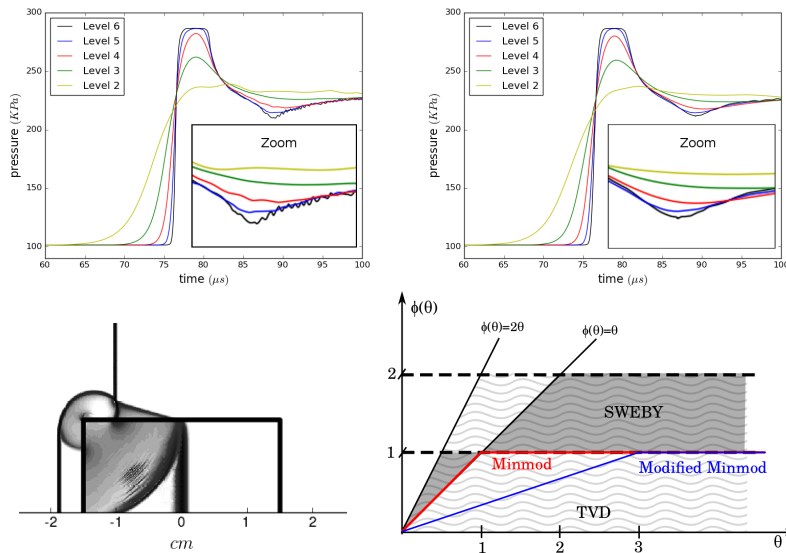 pressure (KPa)
300
250
200
150
100
Level 6
Level 5
Level 4
Level 3
Level 2
Zoom
60 65 70 75 80 85 90 95 100
time (μs)
pressure (KPa)
300
250
200
150
100
Level 6
Level 5
Level 4
Level 3
Level 2
Zoom
60 65 70 75 80 85 90 95 100
time (μs)
-2 -1 0 1 2
cm
ϕ(θ)
ϕ(θ)=2θ
ϕ(θ)=θ
2
SWEBY
1
Minmod
Modified Minmod
TVD
1 2 3 θ